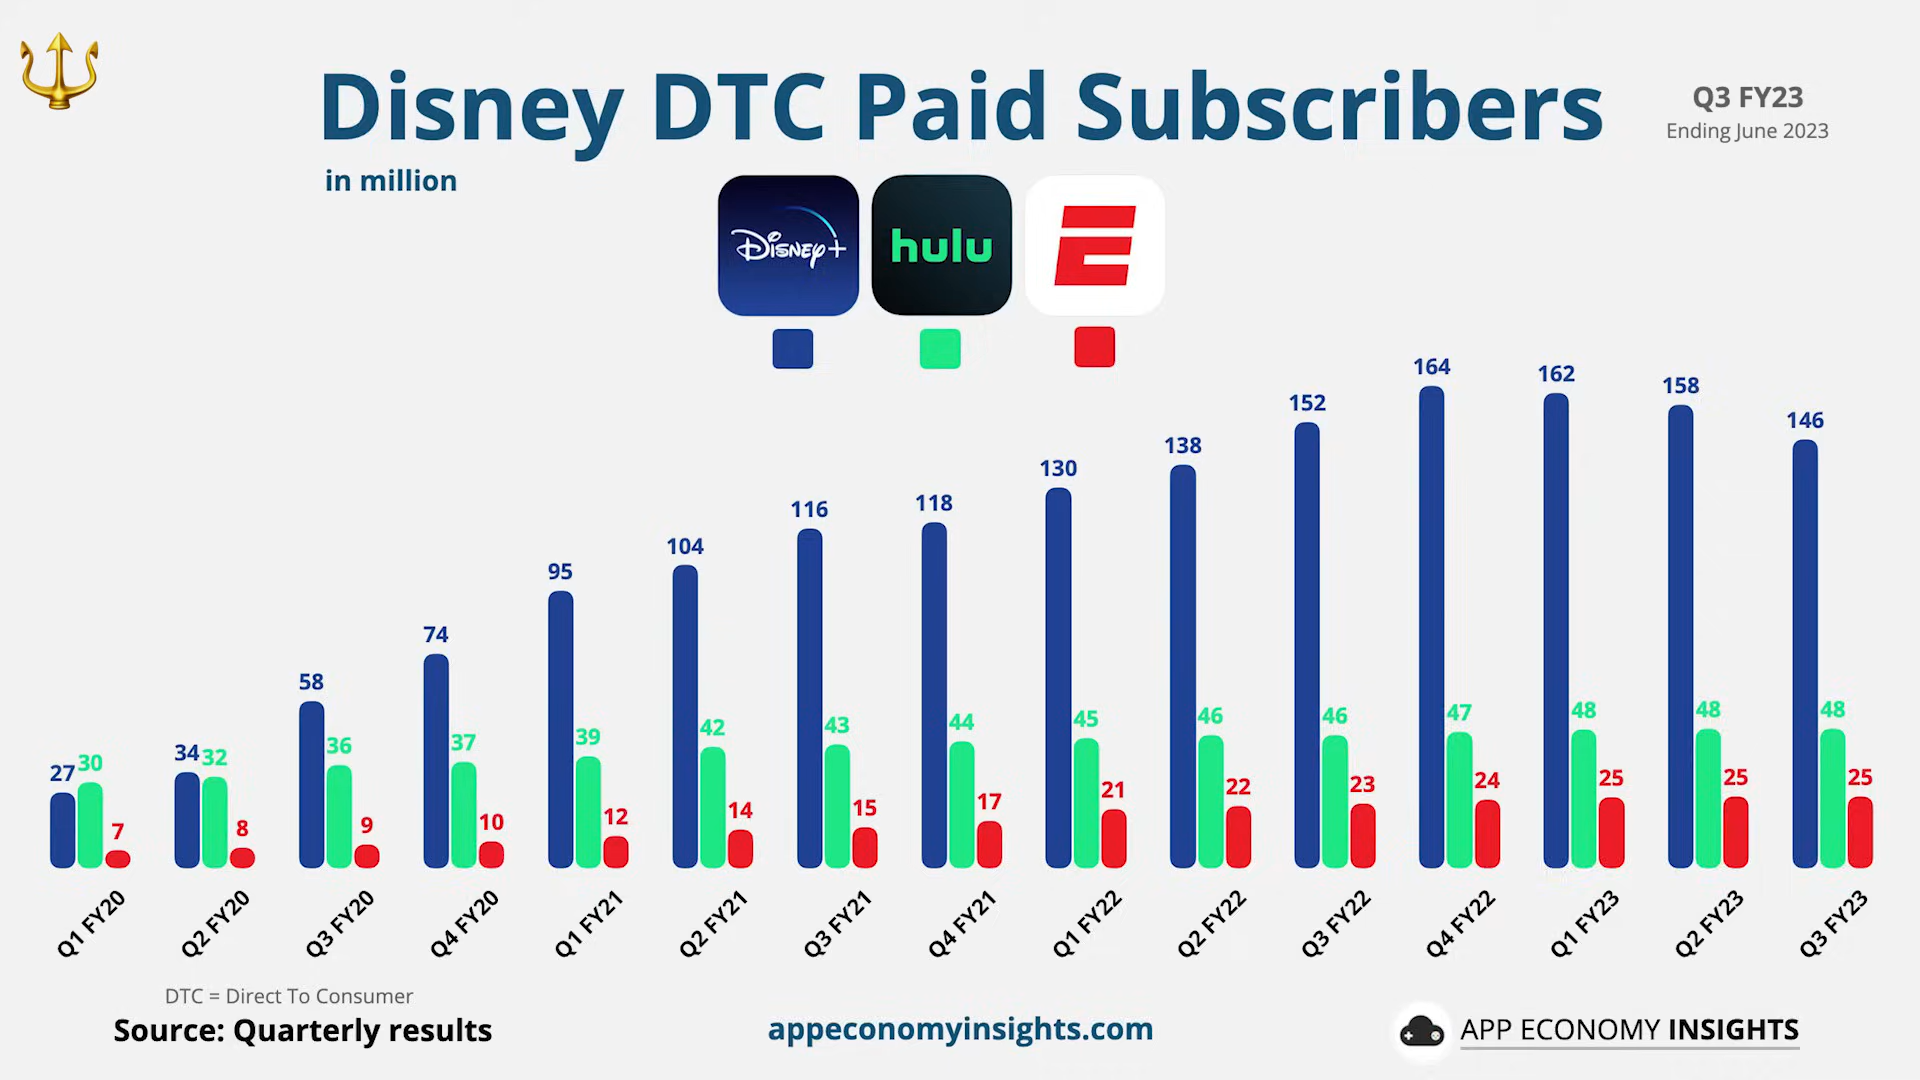 Disney DTC Paid Subscribers
Q3 FY23
Ending June 2023
in million
Disney+
hulu
E
27 30 7
34 32 8
58 36 9
74 37 10
95 39 12
104 42 14
116 43 15
118 44 17
130 45 21
138 46 22
152 46 23
164 47 24
162 48 25
158 48 25
146 48 25
Q1 FY20
Q2 FY20
Q3 FY20
Q4 FY20
Q1 FY21
Q2 FY21
Q3 FY21
Q4 FY21
Q1 FY22
Q2 FY22
Q3 FY22
Q4 FY22
Q1 FY23
Q2 FY23
Q3 FY23
DTC = Direct To Consumer
Source: Quarterly results
appeconomyinsights.com
APP ECONOMY INSIGHTS